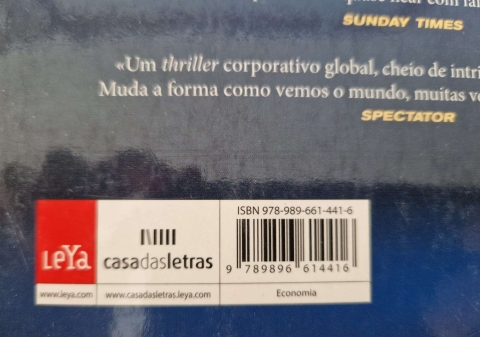 SUNDAY TIMES
«Um thriller corporativo global, cheio de
Muda a forma como vemos o mundo, muitas
SPECTATOR
ISBN 978-989-661-441-6
LeYa
casadasletras
9 789896 614416
www.leya.com
www.casadasletras.leya.com
Economia